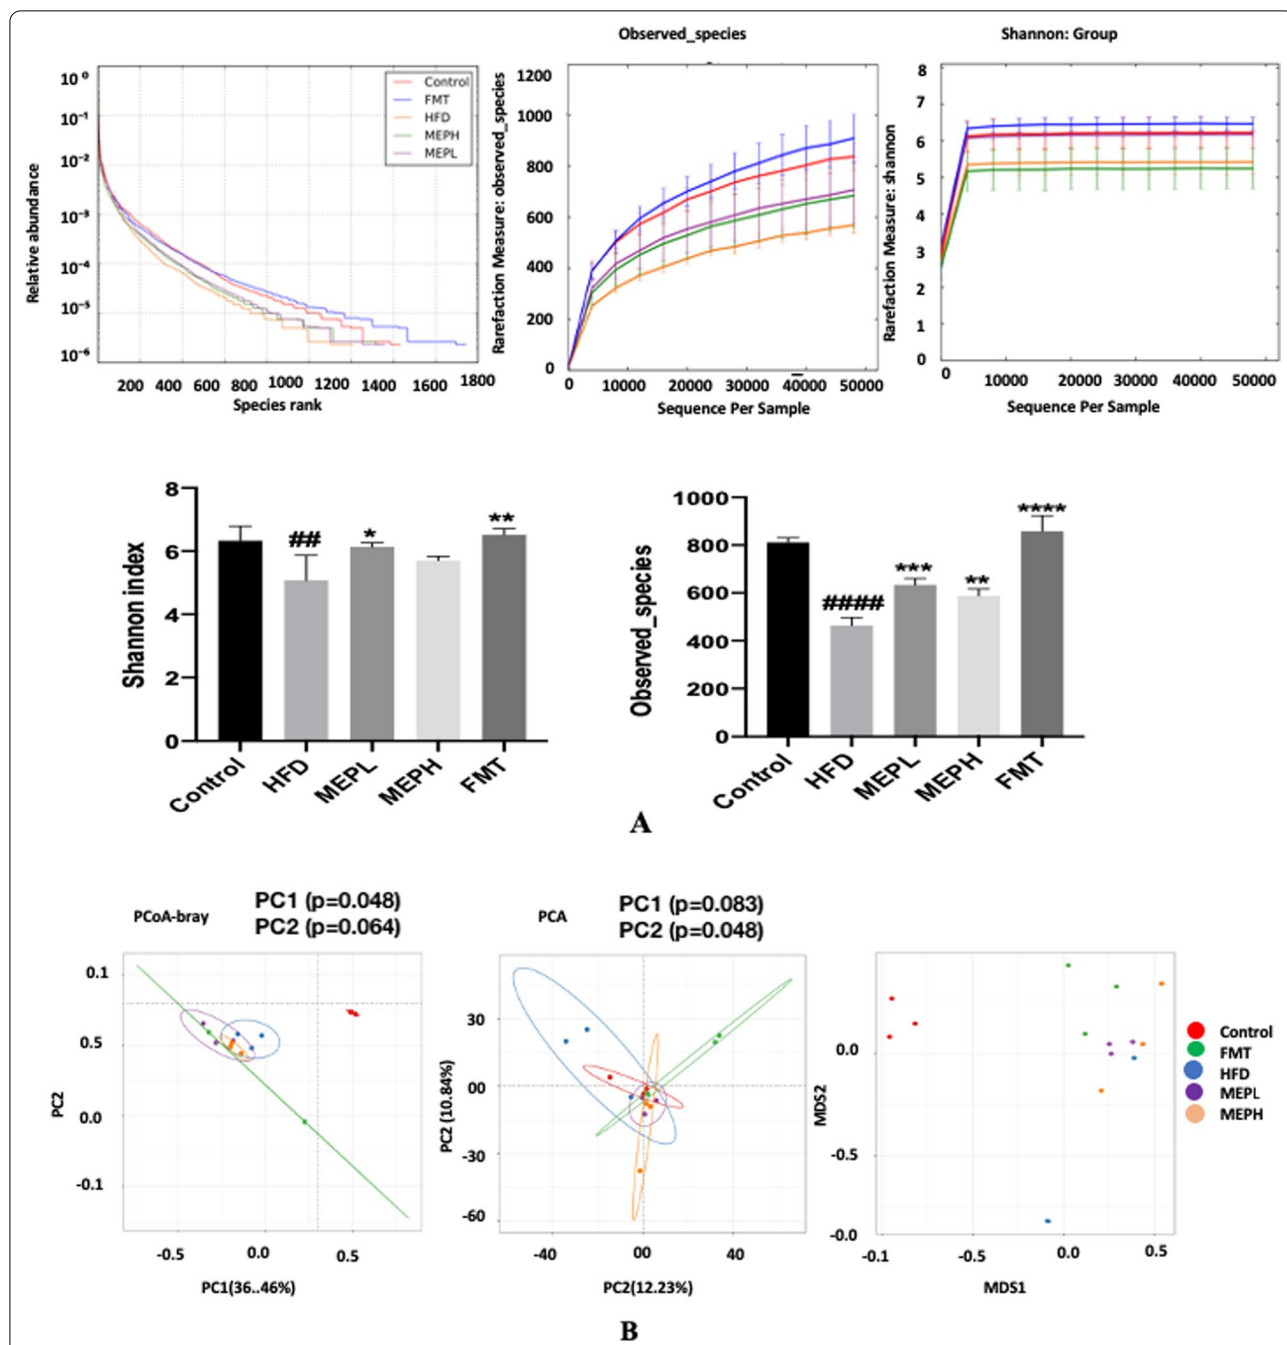 Observed_species
Shannon: Group
Relative abundance
10⁰
10⁻¹
10⁻²
10⁻³
10⁻⁴
10⁻⁵
10⁻⁶
Control
FMT
HFD
MEPH
MEPL
200 400 600 800 1000 1200 1400 1600 1800
Species rank
Rarefaction Measure: observed_species
1200
1000
800
600
400
200
0
0 10000 20000 30000 40000 50000
Sequence Per Sample
Rarefaction Measure: shannon
8
7
6
5
4
3
2
1
0
0 10000 20000 30000 40000 50000
Sequence Per Sample
Shannon index
8
6
4
2
0
##
*
**
Control
HFD
MEPL
MEPH
FMT
Observed_species
1000
800
600
400
200
0
####
***
**
****
Control
HFD
MEPL
MEPH
FMT
A
PCoA-bray
PC1 (p=0.048)
PC2 (p=0.064)
PC2
0.1
0.5
0.0
-0.1
-0.5 0.0 0.5
PC1(36..46%)
PCA
PC1 (p=0.083)
PC2 (p=0.048)
PC2 (10.84%)
30
00
-30
-60
-40 00 40
PC2(12.23%)
MDS2
0.0
-0.5
-0.0
-0.1 -0.5 0.0 0.5
MDS1
Control
FMT
HFD
MEPL
MEPH
B